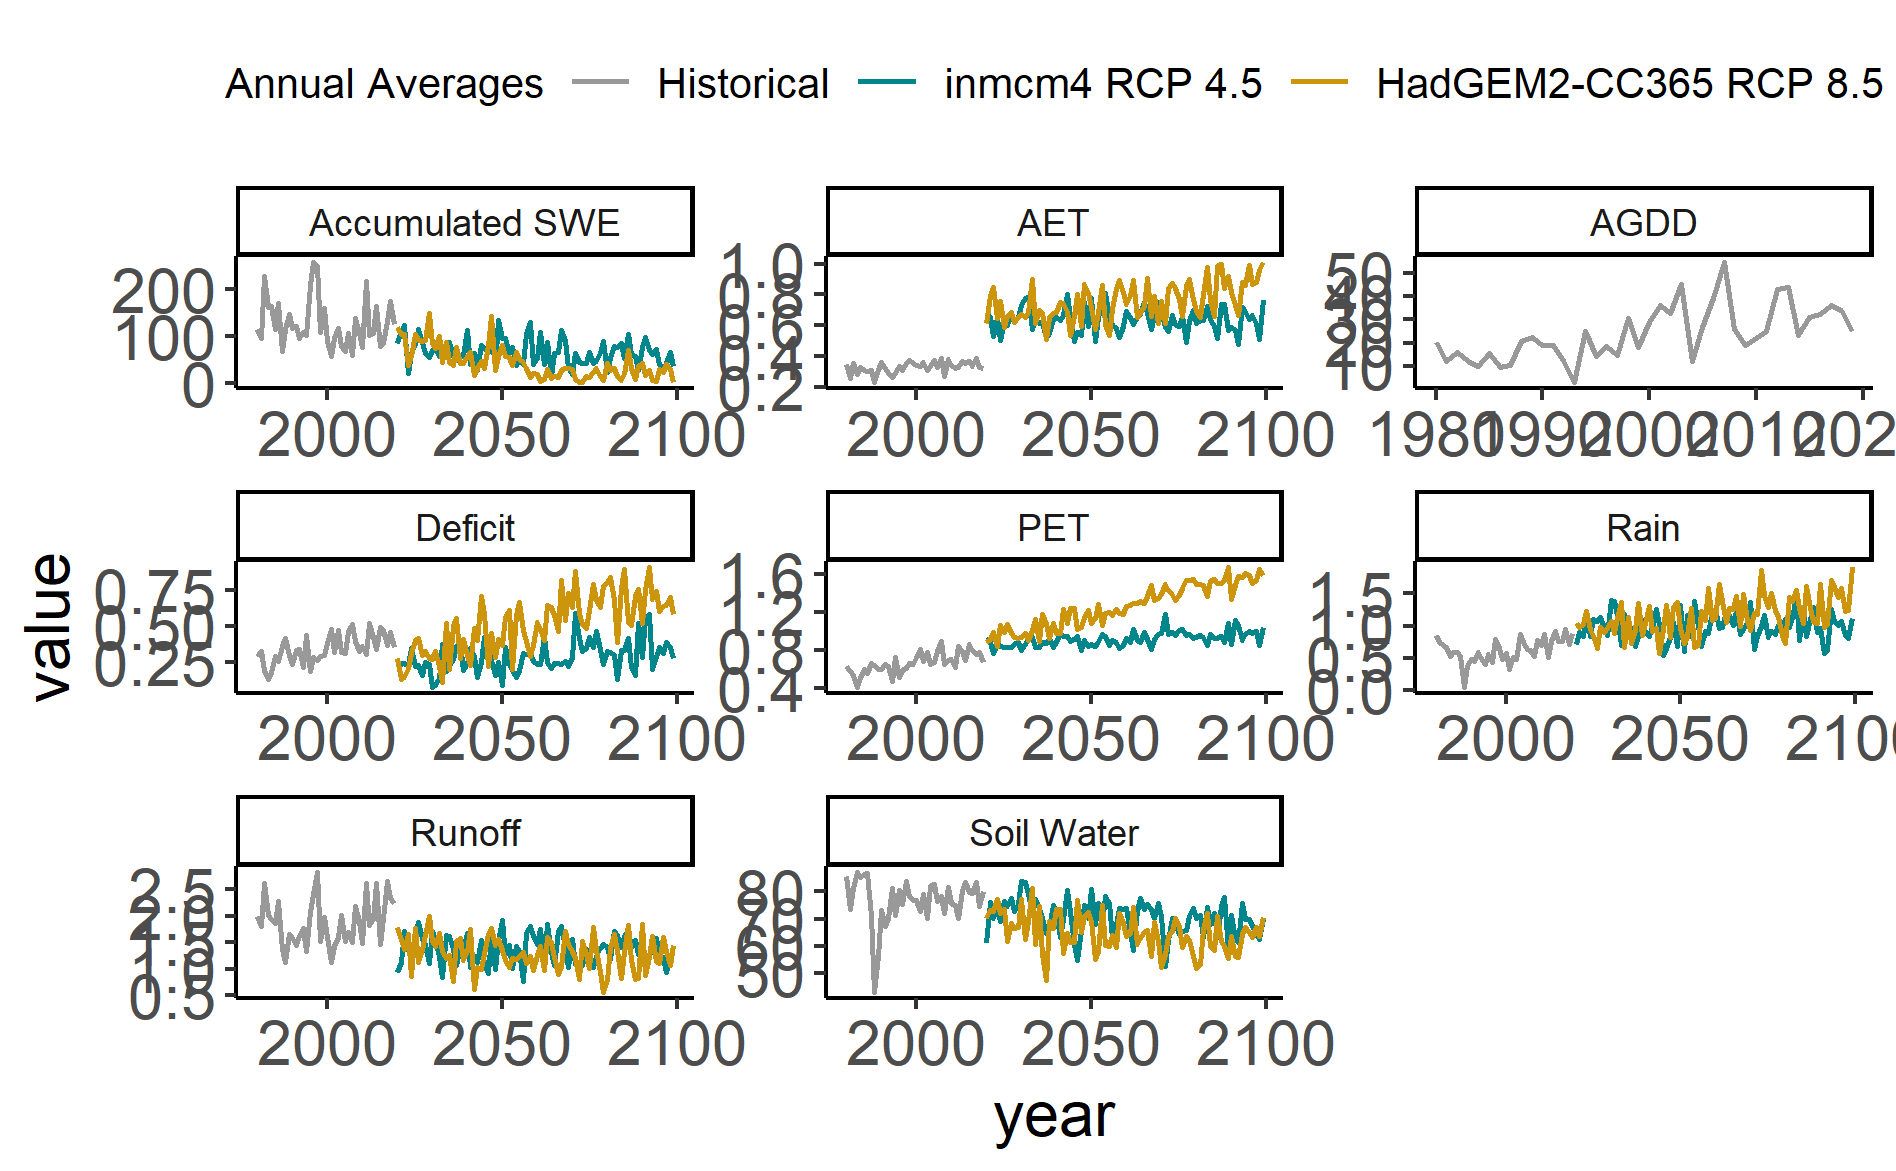 Annual Averages Historical inmcm4 RCP 4.5 HadGEM2-CC365 RCP 8.5
Accumulated SWE
200
100
0
2000 2050 2100
AET
1.0
0.8
0.6
0.4
0.2
2000 2050 2100
AGDD
50
40
30
20
10
1980 1990 2000 2010 202
value
Deficit
0.75
0.50
0.25
2000 2050 2100
PET
1.6
1.2
0.8
0.4
2000 2050 2100
Rain
1.5
1.0
0.5
0.0
2000 2050 210
Runoff
2.5
2.0
1.5
1.0
0.5
2000 2050 2100
Soil Water
80
70
60
50
2000 2050 2100
year